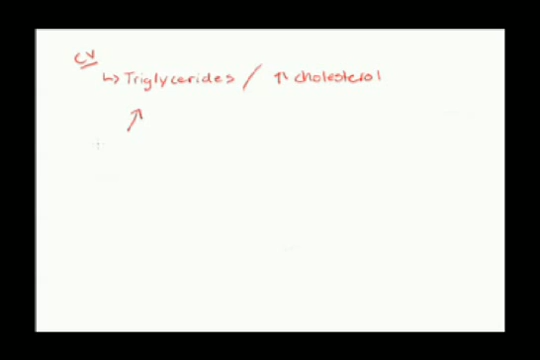 CV
↳ Triglycerides / ↑ cholesterol